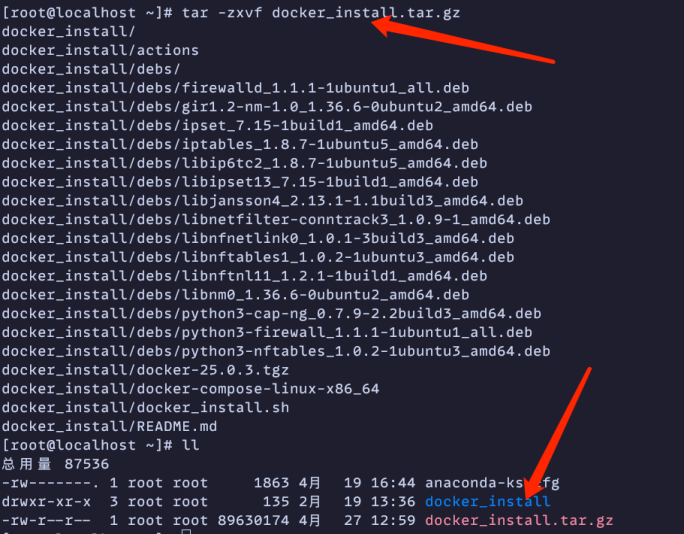 [root@localhost ~]# tar -zxvf docker_install.tar.gz
docker_install/
docker_install/actions
docker_install/debs/
docker_install/debs/firewalld_1.1.1-1ubuntu1_all.deb
docker_install/debs/gir1.2-nm-1.0_1.36.6-0ubuntu2_amd64.deb
docker_install/debs/ipset_7.15-1build1_amd64.deb
docker_install/debs/iptables_1.8.7-1ubuntu5_amd64.deb
docker_install/debs/libip6tc2_1.8.7-1ubuntu5_amd64.deb
docker_install/debs/libipset13_7.15-1build1_amd64.deb
docker_install/debs/libjansson4_2.13.1-1.1build3_amd64.deb
docker_install/debs/libnetfilter-conntrack3_1.0.9-1_amd64.deb
docker_install/debs/libnfnetlink0_1.0.1-3build3_amd64.deb
docker_install/debs/libnftables1_1.0.2-1ubuntu3_amd64.deb
docker_install/debs/libnftnl11_1.2.1-1build1_amd64.deb
docker_install/debs/libnm0_1.36.6-0ubuntu2_amd64.deb
docker_install/debs/python3-cap-ng_0.7.9-2.2build3_amd64.deb
docker_install/debs/python3-firewall_1.1.1-1ubuntu1_all.deb
docker_install/debs/python3-nftables_1.0.2-1ubuntu3_amd64.deb
docker_install/docker-25.0.3.tgz
docker_install/docker-compose-linux-x86_64
docker_install/docker_install.sh
docker_install/README.md
[root@localhost ~]# ll
总用量 87536
-rw-------. 1 root root 1863 4月 19 16:44
drwxr-xr-x 3 root root 135 2月 19 13:36 docker_install
-rw-r--r-- 1 root root 89630174 4月 27 12:59 docker_install.tar.gz